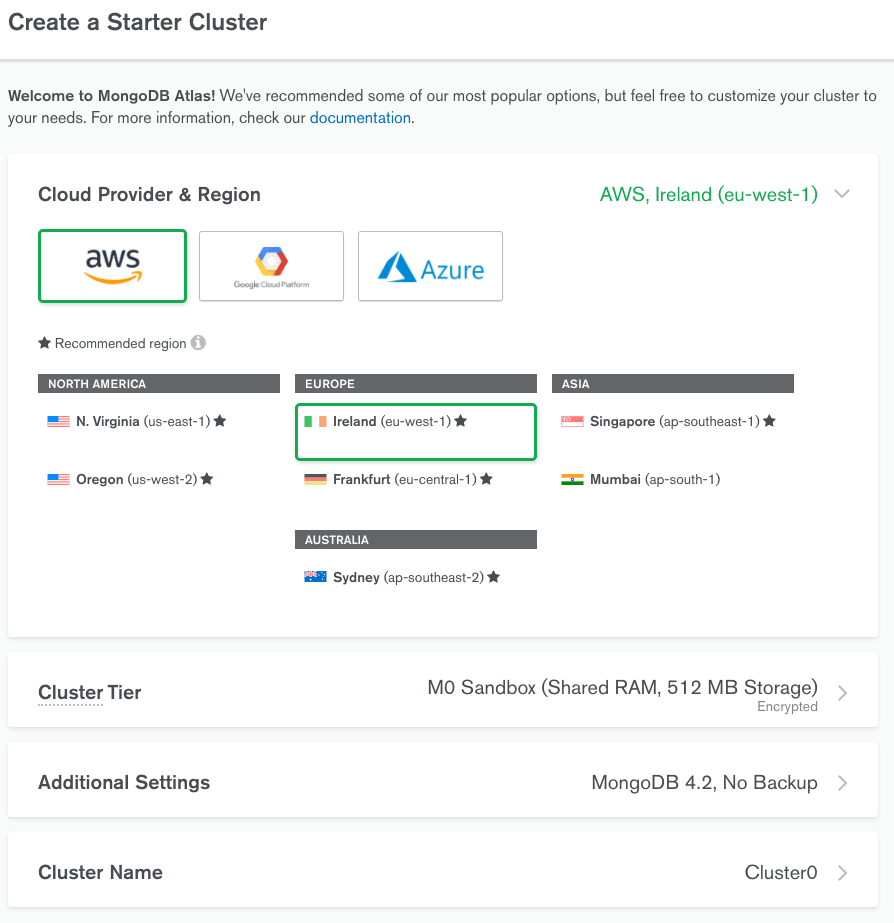 Create a Starter Cluster
Welcome to MongoDB Atlas! We've recommended some of our most popular options, but feel free to customize your cluster to
your needs. For more information, check our documentation.
Cloud Provider & Region
AWS, Ireland (eu-west-1)
aws
Google Cloud Platform
Azure
★ Recommended region
NORTH AMERICA
N. Virginia (us-east-1) ★
Oregon (us-west-2) ★
EUROPE
Ireland (eu-west-1) ★
Frankfurt (eu-central-1) ★
AUSTRALIA
Sydney (ap-southeast-2) ★
ASIA
Singapore (ap-southeast-1) ★
Mumbai (ap-south-1)
Cluster Tier
M0 Sandbox (Shared RAM, 512 MB Storage)
Encrypted
Additional Settings
MongoDB 4.2, No Backup
Cluster Name
Cluster0